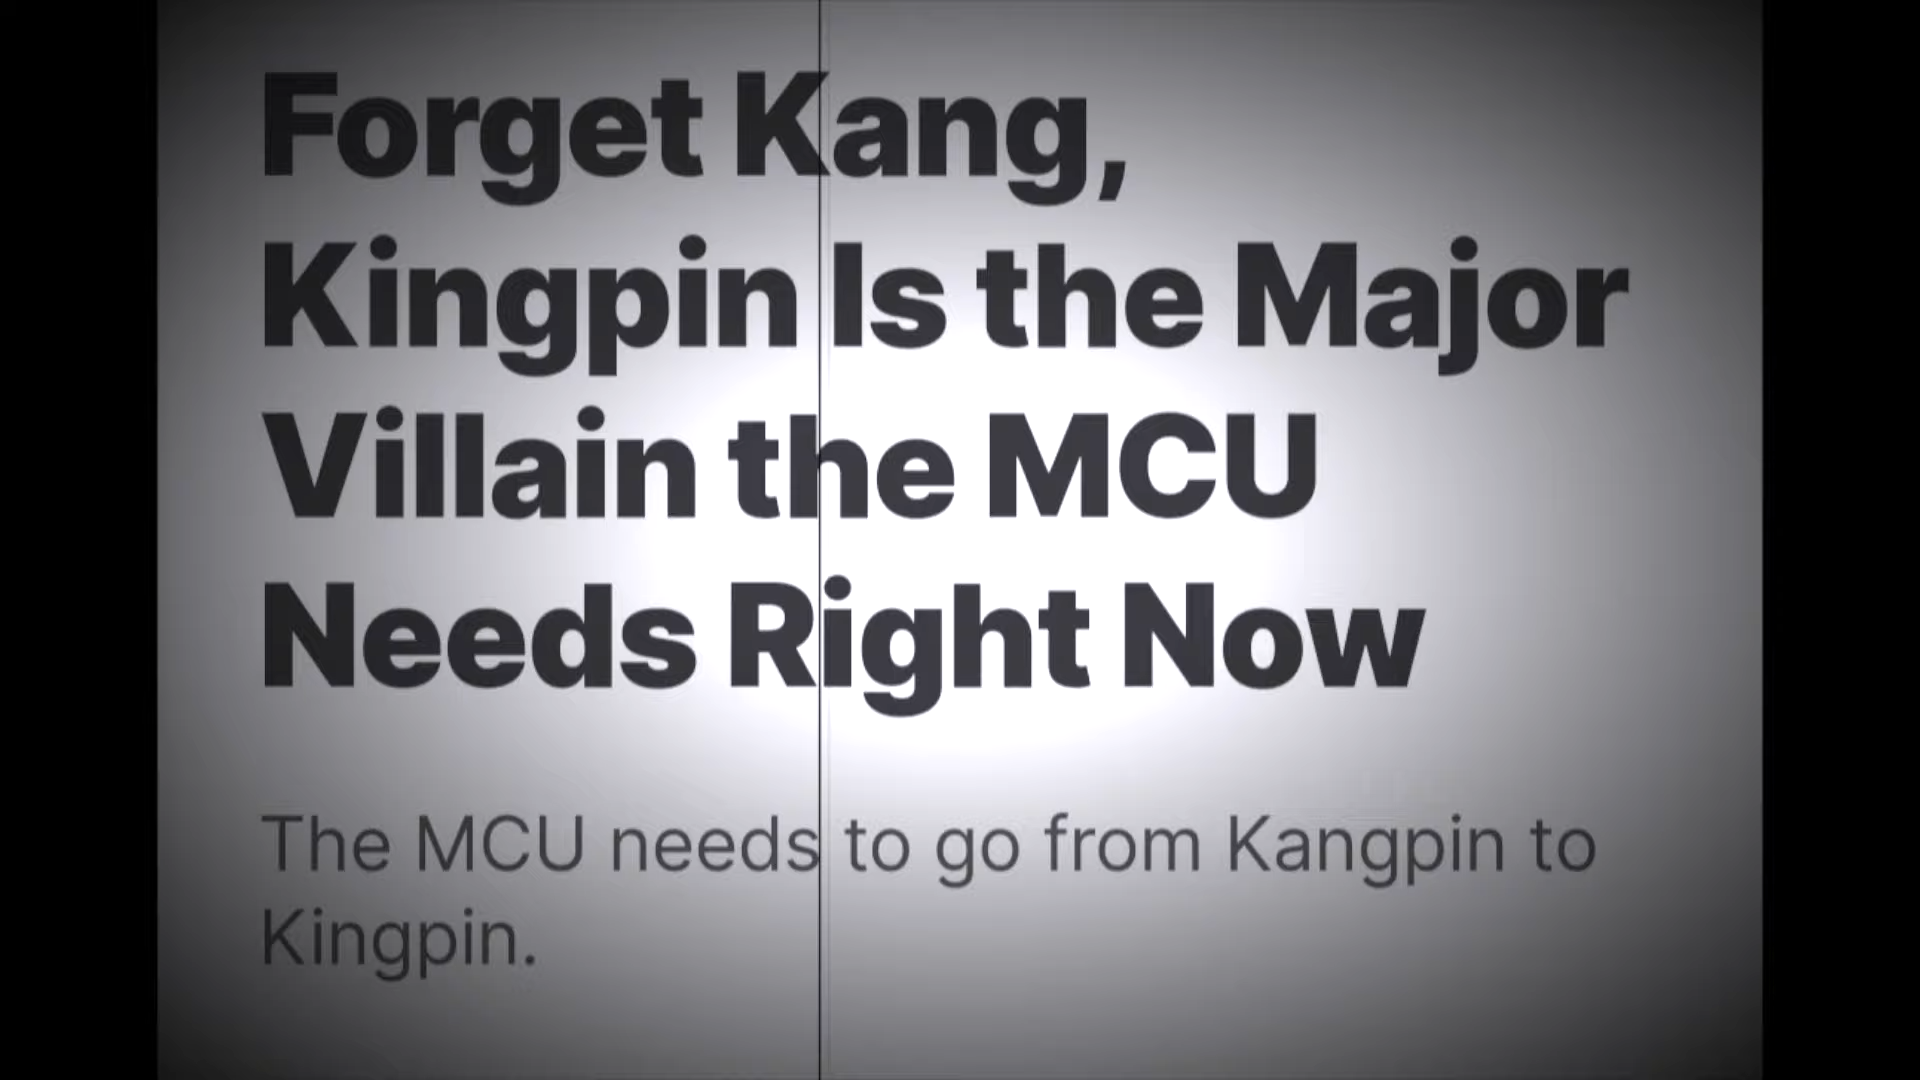 Forget Kang,
Kingpin Is the Major
Villain the MCU
Needs Right Now
The MCU needs to go from Kangpin to
Kingpin.